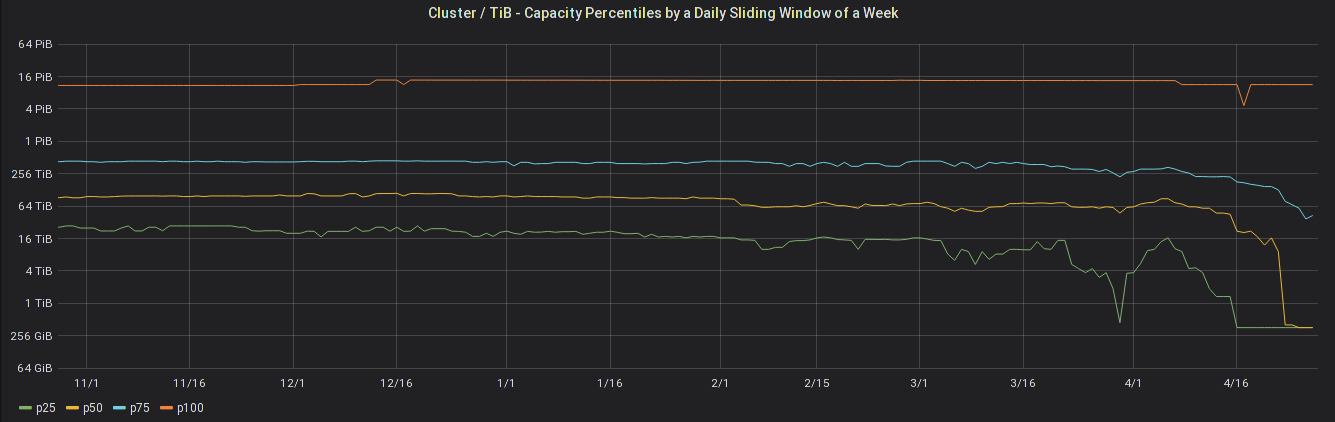 Cluster / TiB - Capacity Percentiles by a Daily Sliding Window of a Week
64 PiB
16 PiB
4 PiB
1 PiB
256 TiB
64 TiB
16 TiB
4 TiB
1 TiB
256 GiB
64 GiB
11/1 11/16 12/1 12/16 1/1 1/16 2/1 2/15 3/1 3/16 4/1 4/16
p25 p50 p75 p100